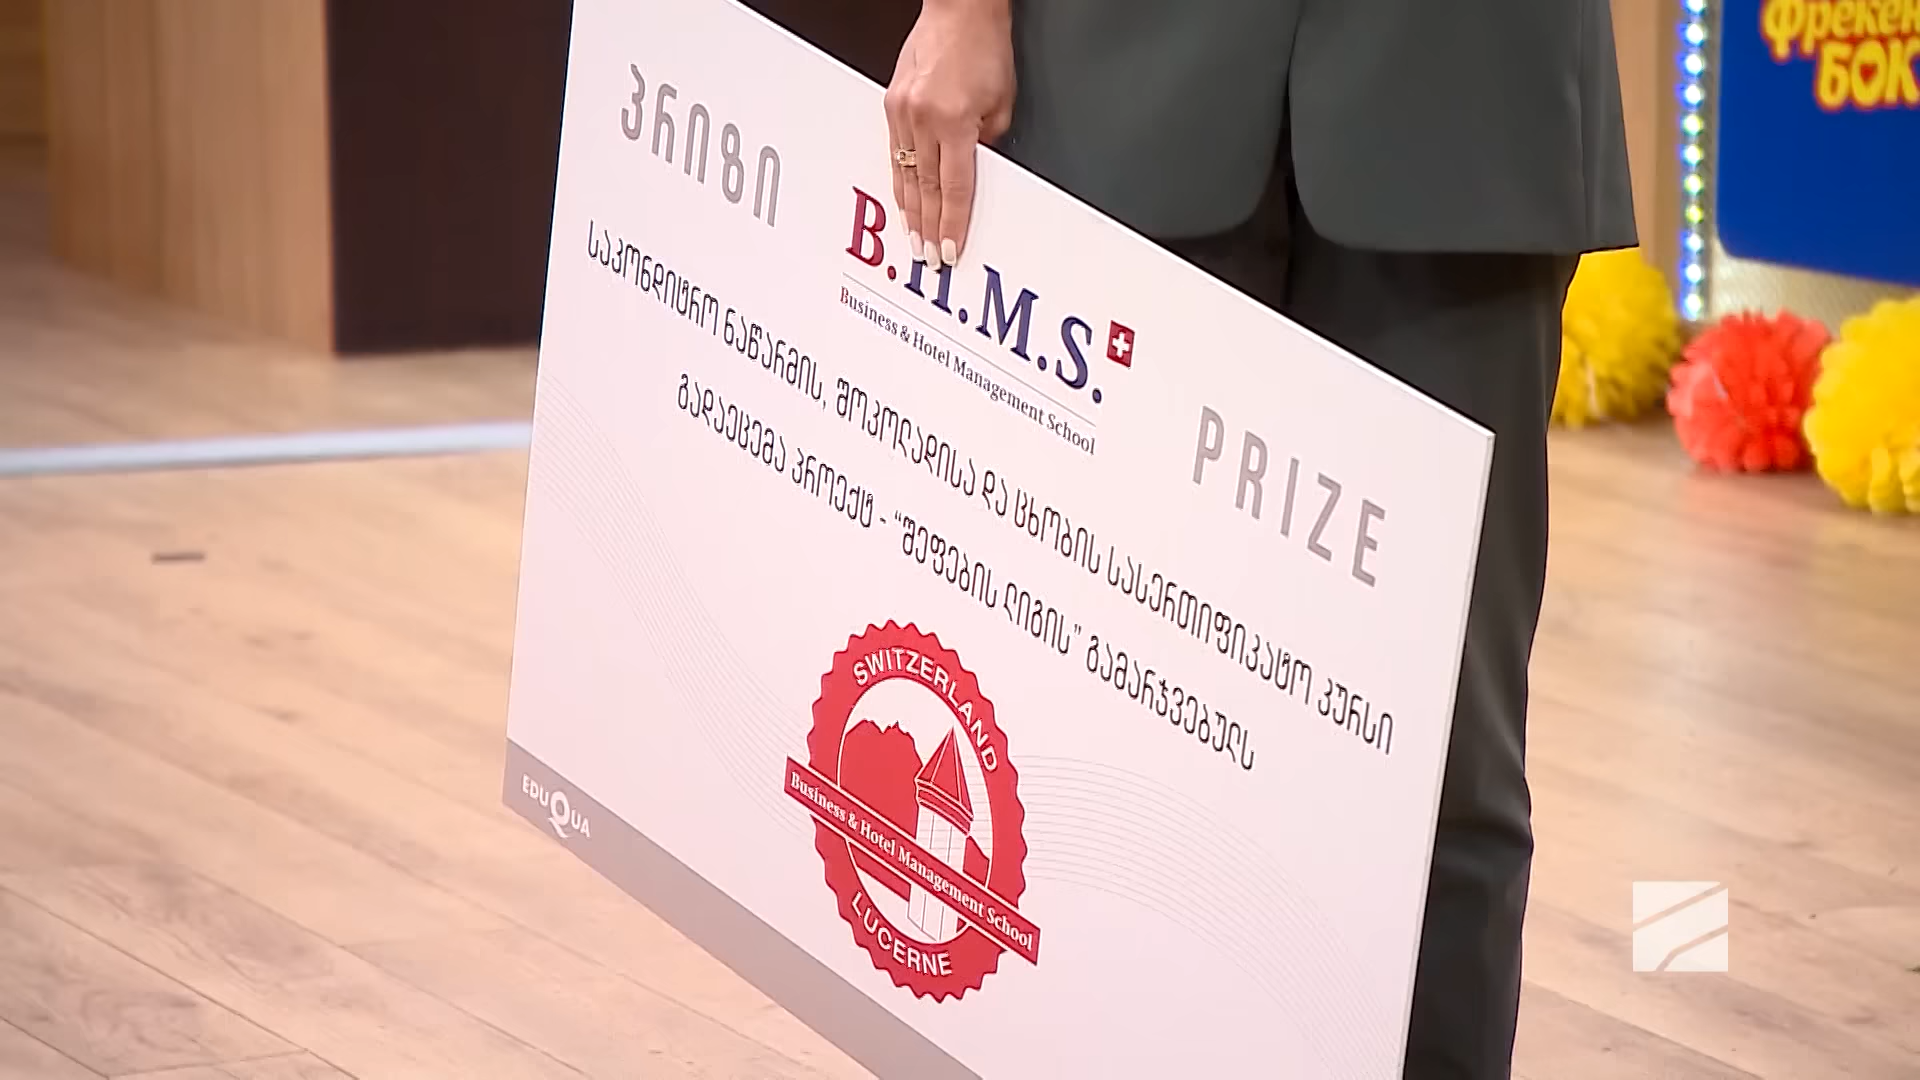 პრიზი
B.H.M.S.
Business & Hotel Management School
PRIZE
საკონდიტრო ნაწარმის, შოკოლადისა და ცხობის სასერთიფიკატო კურსი
გადაეცემა პროექტ - “შეფების ლიგის” გამარჯვებულს
SWITZERLAND
Business & Hotel Management School
LUCERNE
EDUQUA
Фрекен
БОК